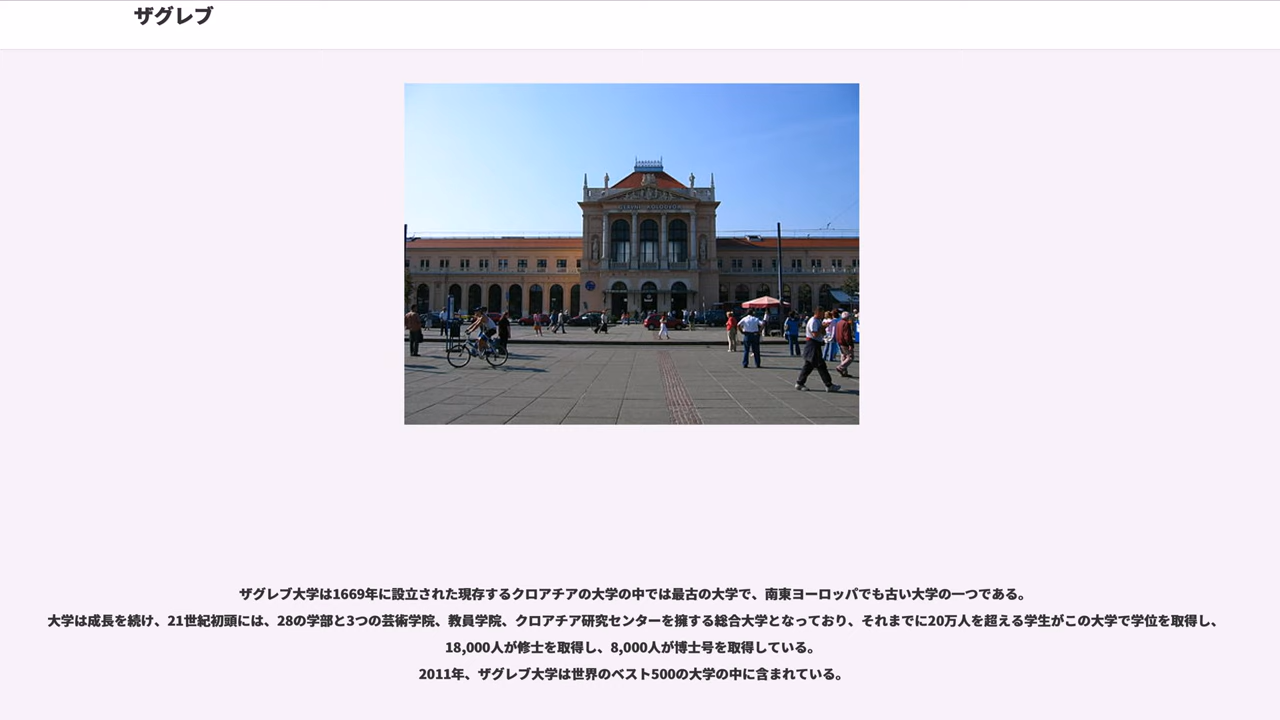 ザグレブ
ザグレブ大学は1669年に設立された現存するクロアチアの大学の中では最古の大学で、南東ヨーロッパでも古い大学の一つである。
大学は成長を続け、21世紀初頭には、28の学部と3つの芸術学院、教員学院、クロアチア研究センターを擁する総合大学となっており、それまでに20万人を超える学生がこの大学で学位を取得し、
18,000人が修士を取得し、8,000人が博士号を取得している。
2011年、ザグレブ大学は世界のベスト500の大学の中に含まれている。